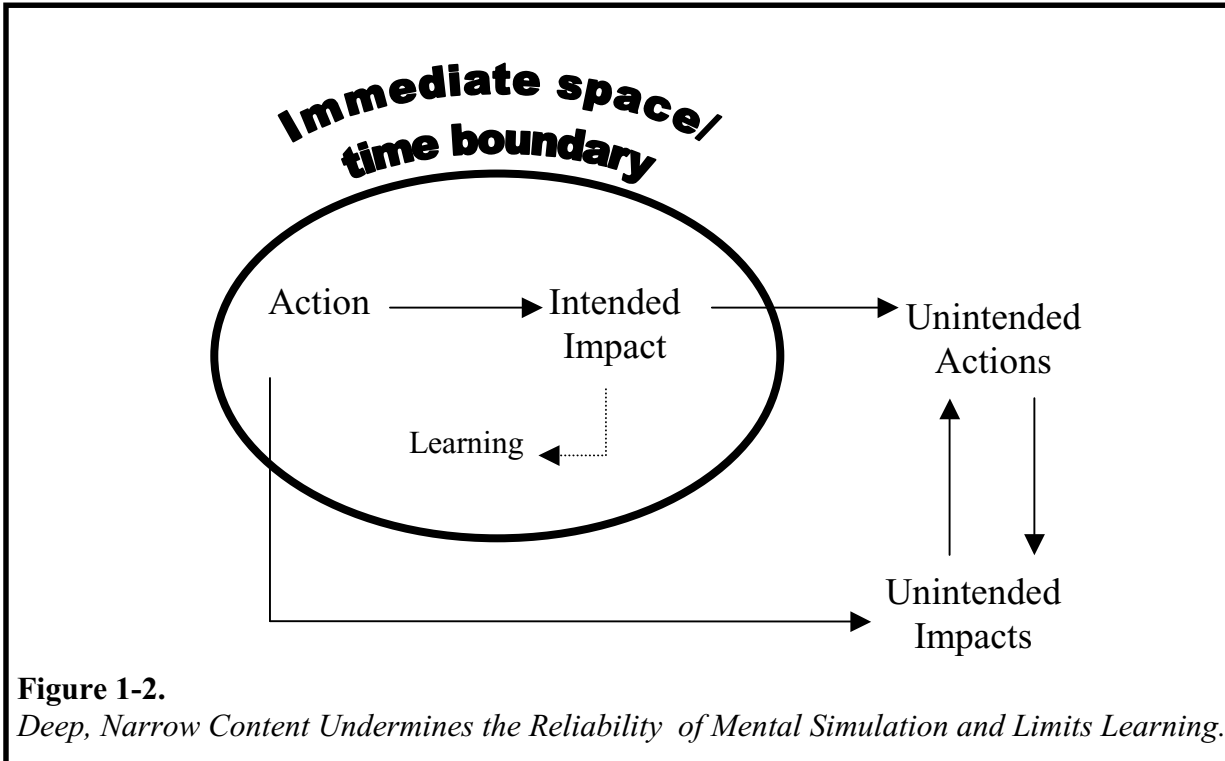 Immediate space/
time boundary
Action
Intended
Impact
Learning
Unintended
Actions
Unintended
Impacts
Figure 1-2.
Deep, Narrow Content Undermines the Reliability of Mental Simulation and Limits Learning.